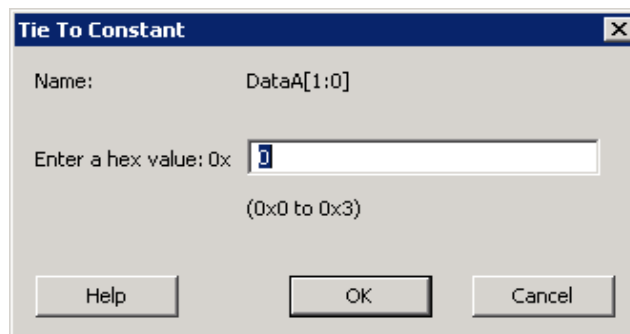 Tie To Constant
Name: DataA[1:0]
Enter a hex value: 0x 0
(0x0 to 0x3)
Help OK Cancel